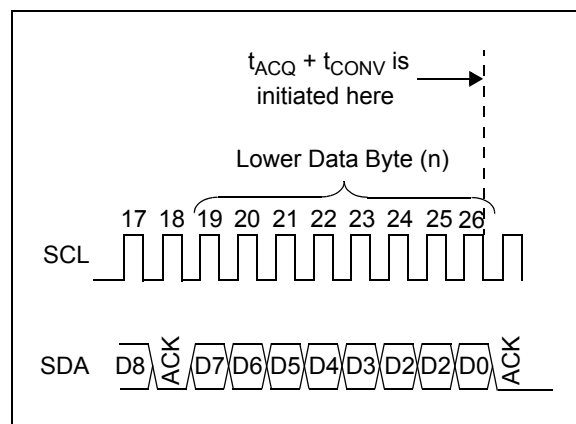 tACQ + tCONV is
initiated here
Lower Data Byte (n)
17 18 19 20 21 22 23 24 25 26
SCL
SDA D8 ACK D7 D6 D5 D4 D3 D2 D2 D0 ACK